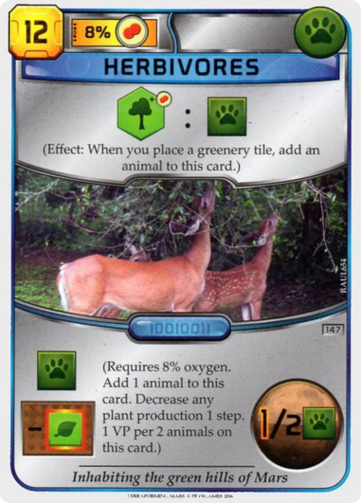 12
8%
HERBIVORES
:
(Effect: When you place a greenery tile, add an
animal to this card.)
RAUL654
10010011
147
(Requires 8% oxygen.
Add 1 animal to this
card. Decrease any
plant production 1 step.
1 VP per 2 animals on
this card.)
-
1/2
Inhabiting the green hills of Mars